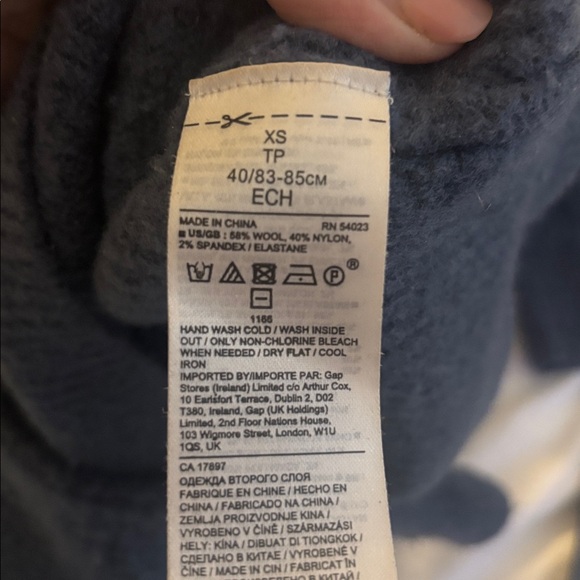 XS
TP
40/83-85CM
ECH
MADE IN CHINA RN 54023
■ US/GB : 58% WOOL, 40% NYLON,
2% SPANDEX / ELASTANE
P ®
1166
HAND WASH COLD / WASH INSIDE
OUT / ONLY NON-CHLORINE BLEACH
WHEN NEEDED / DRY FLAT / COOL
IRON
IMPORTED BY/IMPORTE PAR: Gap
Stores (Ireland) Limited c/o Arthur Cox,
10 Earlsfort Terrace, Dublin 2, D02
T380, Ireland, Gap (UK Holdings)
Limited, 2nd Floor Nations House,
103 Wigmore Street, London, W1U
1QS, UK
CA 17697
ОДЕЖДА ВТОРОГО СЛОЯ
FABRIQUÉ EN CHINE / HECHO EN
CHINA / FABRICADO NA CHINA /
ZEMLJA PROIZVODNJE KINA /
VYROBENO V ČÍNĚ / SZÁRMAZÁSI
HELY: KÍNA / DIBUAT DI TIONGKOK /
СДЕЛАНО В КИТАЕ / VYROBENÉ V
ČÍNE / MADE IN CIN / FABRICAT ÎN